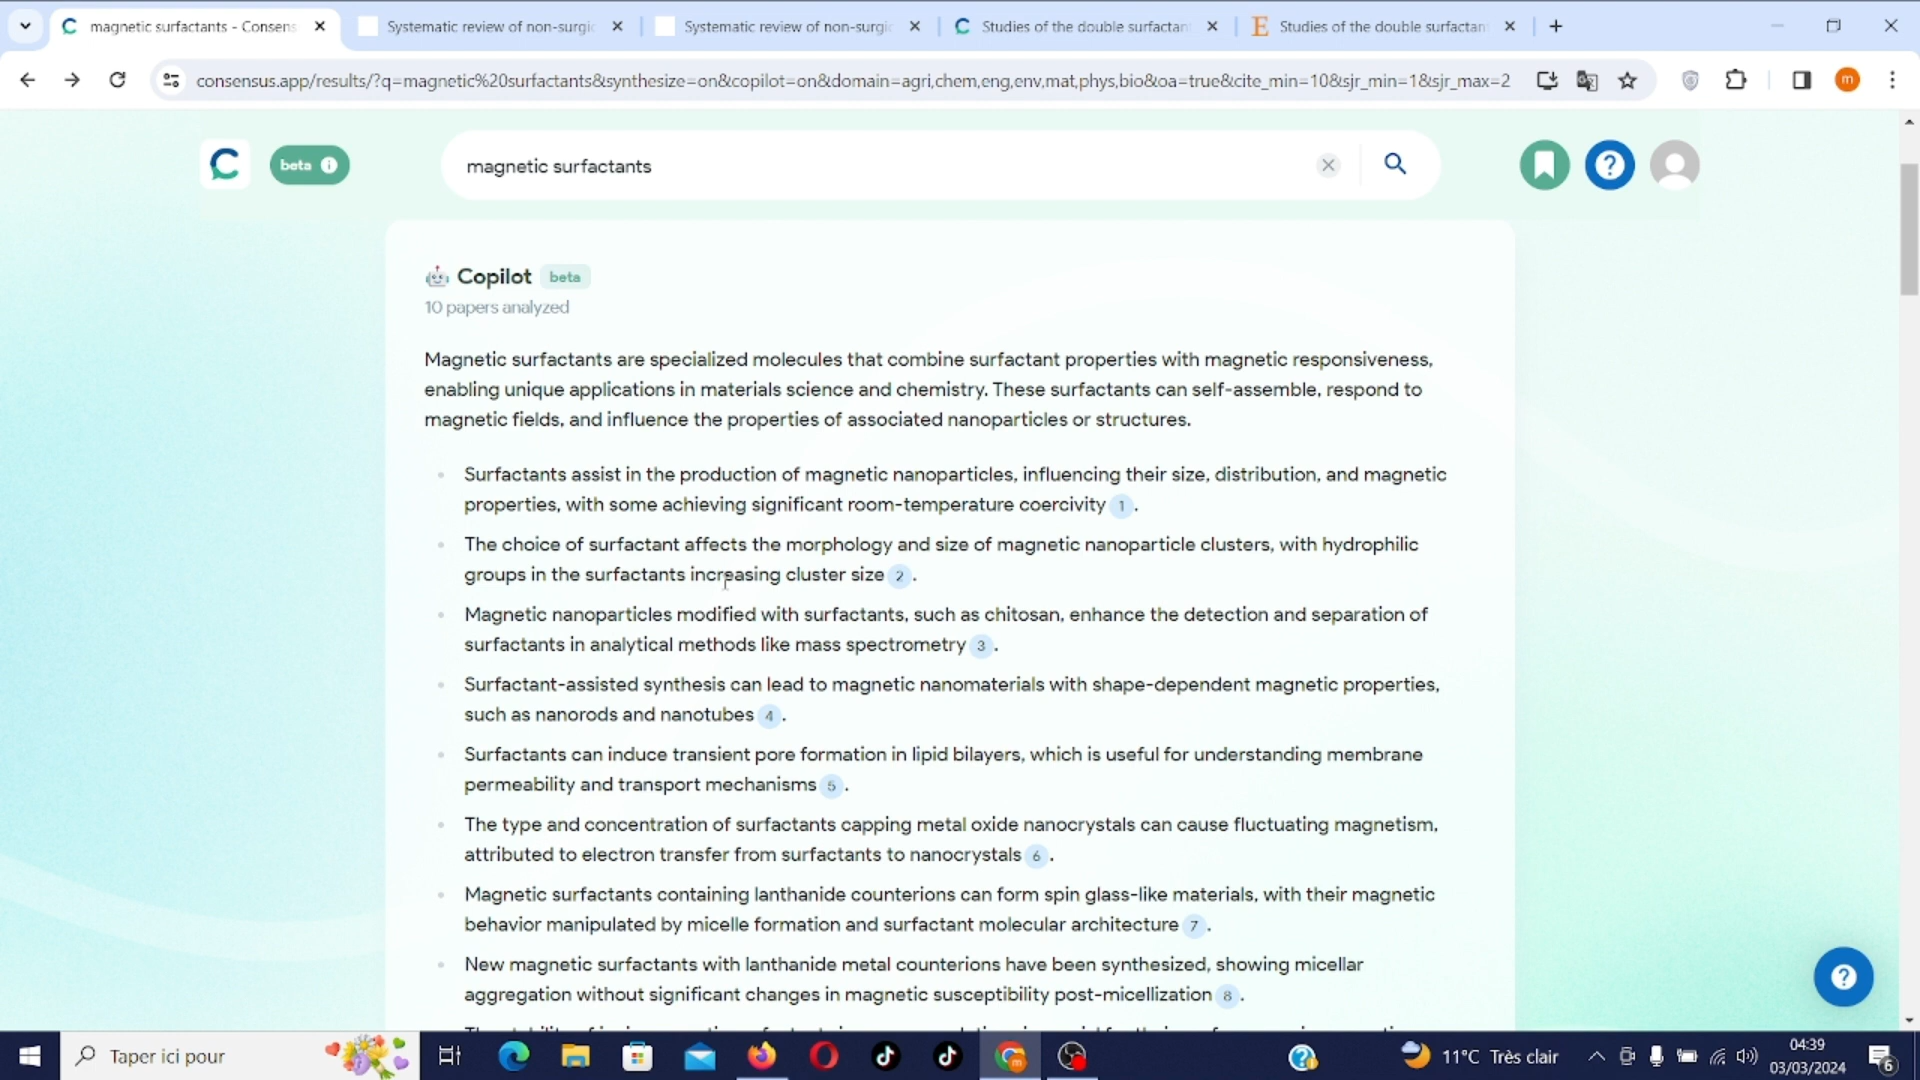 magnetic surfactants - Consens
Systematic review of non-surgic
Systematic review of non-surgic
Studies of the double surfactant
Studies of the double surfactan
consensus.app/results/?q=magnetic%20surfactants&synthesize=on&copilot=on&domain=agri,chem,eng,env,mat,phys,bio&oa=true&cite_min=10&sjr_min=1&sjr_max=2
m
beta
magnetic surfactants
Copilot beta
10 papers analyzed
Magnetic surfactants are specialized molecules that combine surfactant properties with magnetic responsiveness,
enabling unique applications in materials science and chemistry. These surfactants can self-assemble, respond to
magnetic fields, and influence the properties of associated nanoparticles or structures.
Surfactants assist in the production of magnetic nanoparticles, influencing their size, distribution, and magnetic
properties, with some achieving significant room-temperature coercivity 1.
The choice of surfactant affects the morphology and size of magnetic nanoparticle clusters, with hydrophilic
groups in the surfactants increasing cluster size 2.
Magnetic nanoparticles modified with surfactants, such as chitosan, enhance the detection and separation of
surfactants in analytical methods like mass spectrometry 3.
Surfactant-assisted synthesis can lead to magnetic nanomaterials with shape-dependent magnetic properties,
such as nanorods and nanotubes 4.
Surfactants can induce transient pore formation in lipid bilayers, which is useful for understanding membrane
permeability and transport mechanisms 5.
The type and concentration of surfactants capping metal oxide nanocrystals can cause fluctuating magnetism,
attributed to electron transfer from surfactants to nanocrystals 6.
Magnetic surfactants containing lanthanide counterions can form spin glass-like materials, with their magnetic
behavior manipulated by micelle formation and surfactant molecular architecture 7.
New magnetic surfactants with lanthanide metal counterions have been synthesized, showing micellar
aggregation without significant changes in magnetic susceptibility post-micellization 8.
Taper ici pour
11°C Très clair
04:39
03/03/2024
6